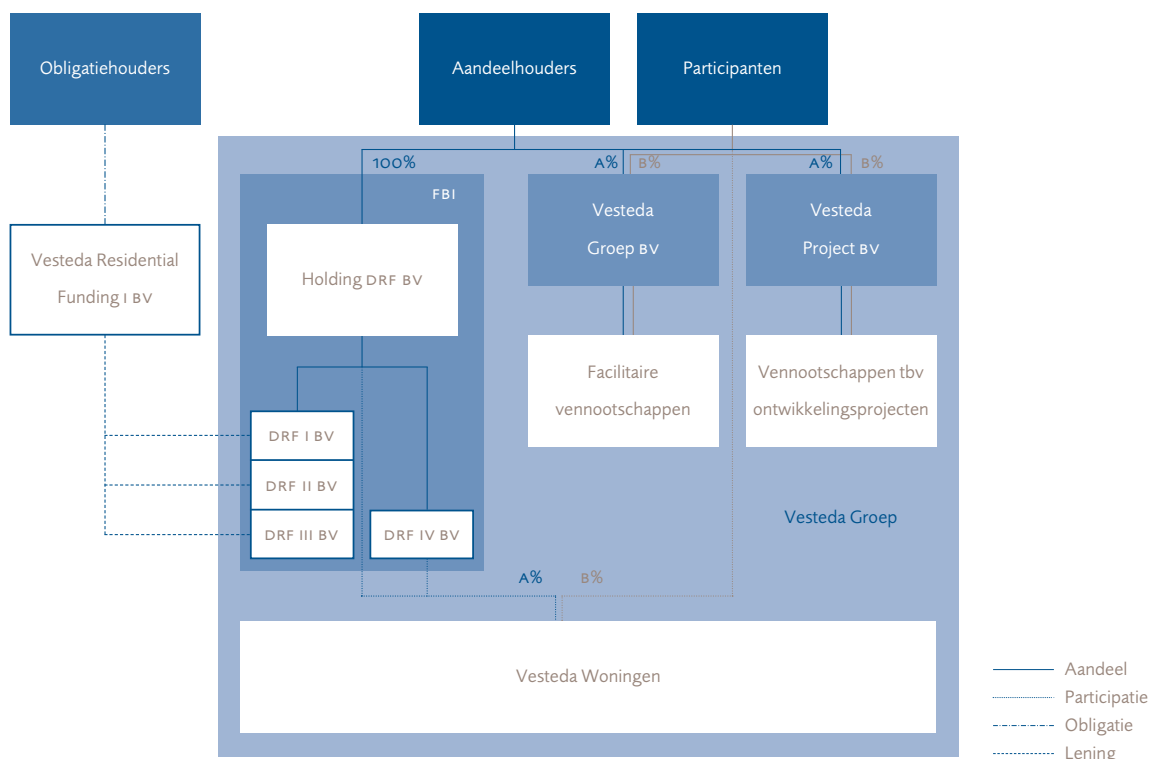 Obligatiehouders
Aandeelhouders
Participanten
100%
A%
B%
A%
B%
FBI
Vesteda
Groep BV
Vesteda
Project BV
Vesteda Residential
Funding I BV
Holding DRF BV
Facilitaire
vennootschappen
Vennootschappen tbv
ontwikkelingsprojecten
DRF I BV
DRF II BV
DRF III BV
DRF IV BV
Vesteda Groep
A%
B%
Vesteda Woningen
Aandeel
Participatie
Obligatie
Lening